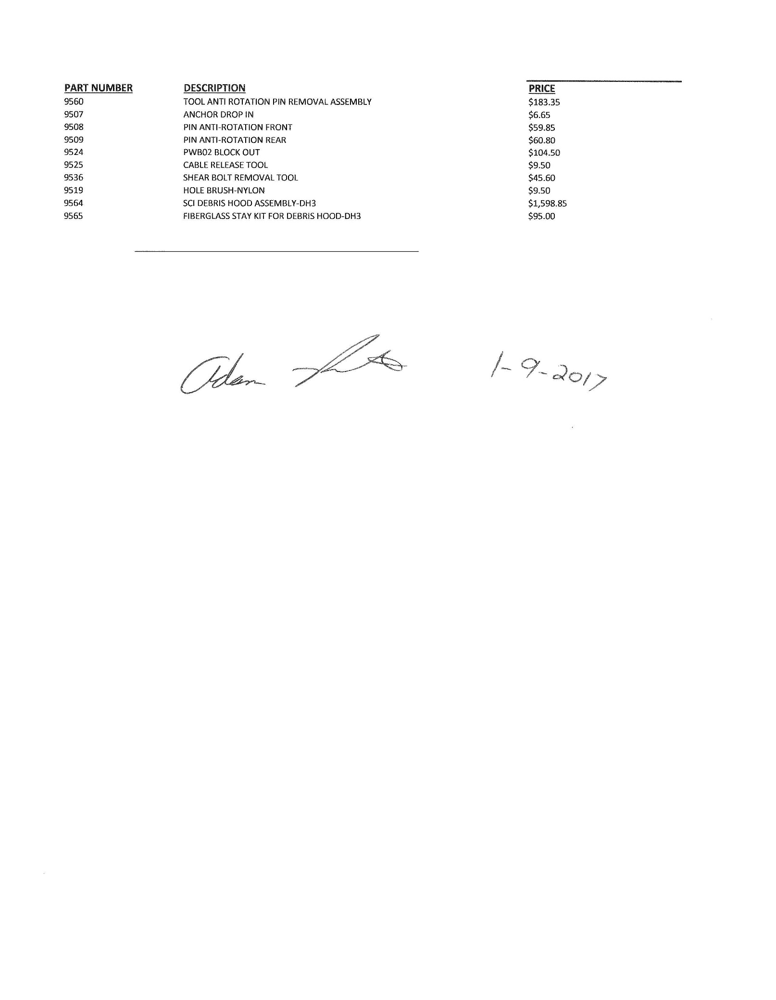 PART NUMBER DESCRIPTION PRICE
9560 TOOL ANTI ROTATION PIN REMOVAL ASSEMBLY $183.35
9507 ANCHOR DROP IN $6.65
9508 PIN ANTI-ROTATION FRONT $59.85
9509 PIN ANTI-ROTATION REAR $60.80
9524 PWB02 BLOCK OUT $104.50
9525 CABLE RELEASE TOOL $9.50
9536 SHEAR BOLT REMOVAL TOOL $45.60
9519 HOLE BRUSH-NYLON $9.50
9564 SCI DEBRIS HOOD ASSEMBLY-DH3 $1,598.85
9565 FIBERGLASS STAY KIT FOR DEBRIS HOOD-DH3 $95.00
Adam 1-9-2017